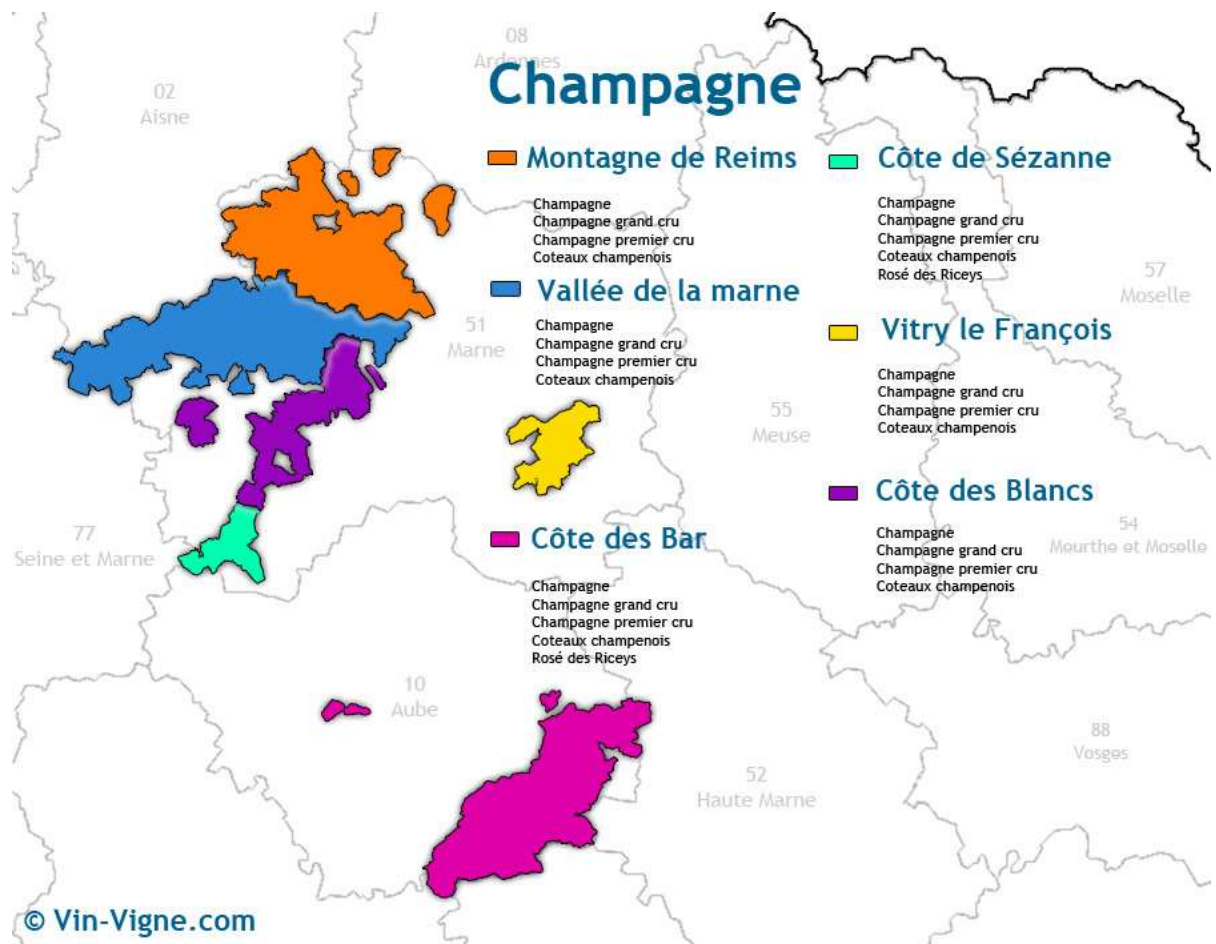 08
Ardennes
Champagne
02
Aisne
Montagne de Reims
Champagne
Champagne grand cru
Champagne premier cru
Coteaux champenois
Côte de Sézanne
Champagne
Champagne grand cru
Champagne premier cru
Coteaux champenois
Rosé des Riceys
57
Moselle
Vallée de la marne
Champagne
Champagne grand cru
Champagne premier cru
Coteaux champenois
51
Marne
Vitry le François
Champagne
Champagne grand cru
Champagne premier cru
Coteaux champenois
55
Meuse
Côte des Blancs
Champagne
Champagne grand cru
Champagne premier cru
Coteaux champenois
77
Seine et Marne
Côte des Bar
Champagne
Champagne grand cru
Champagne premier cru
Coteaux champenois
Rosé des Riceys
54
Meurthe et Moselle
10
Aube
88
Vosges
52
Haute Marne
© Vin-Vigne.com